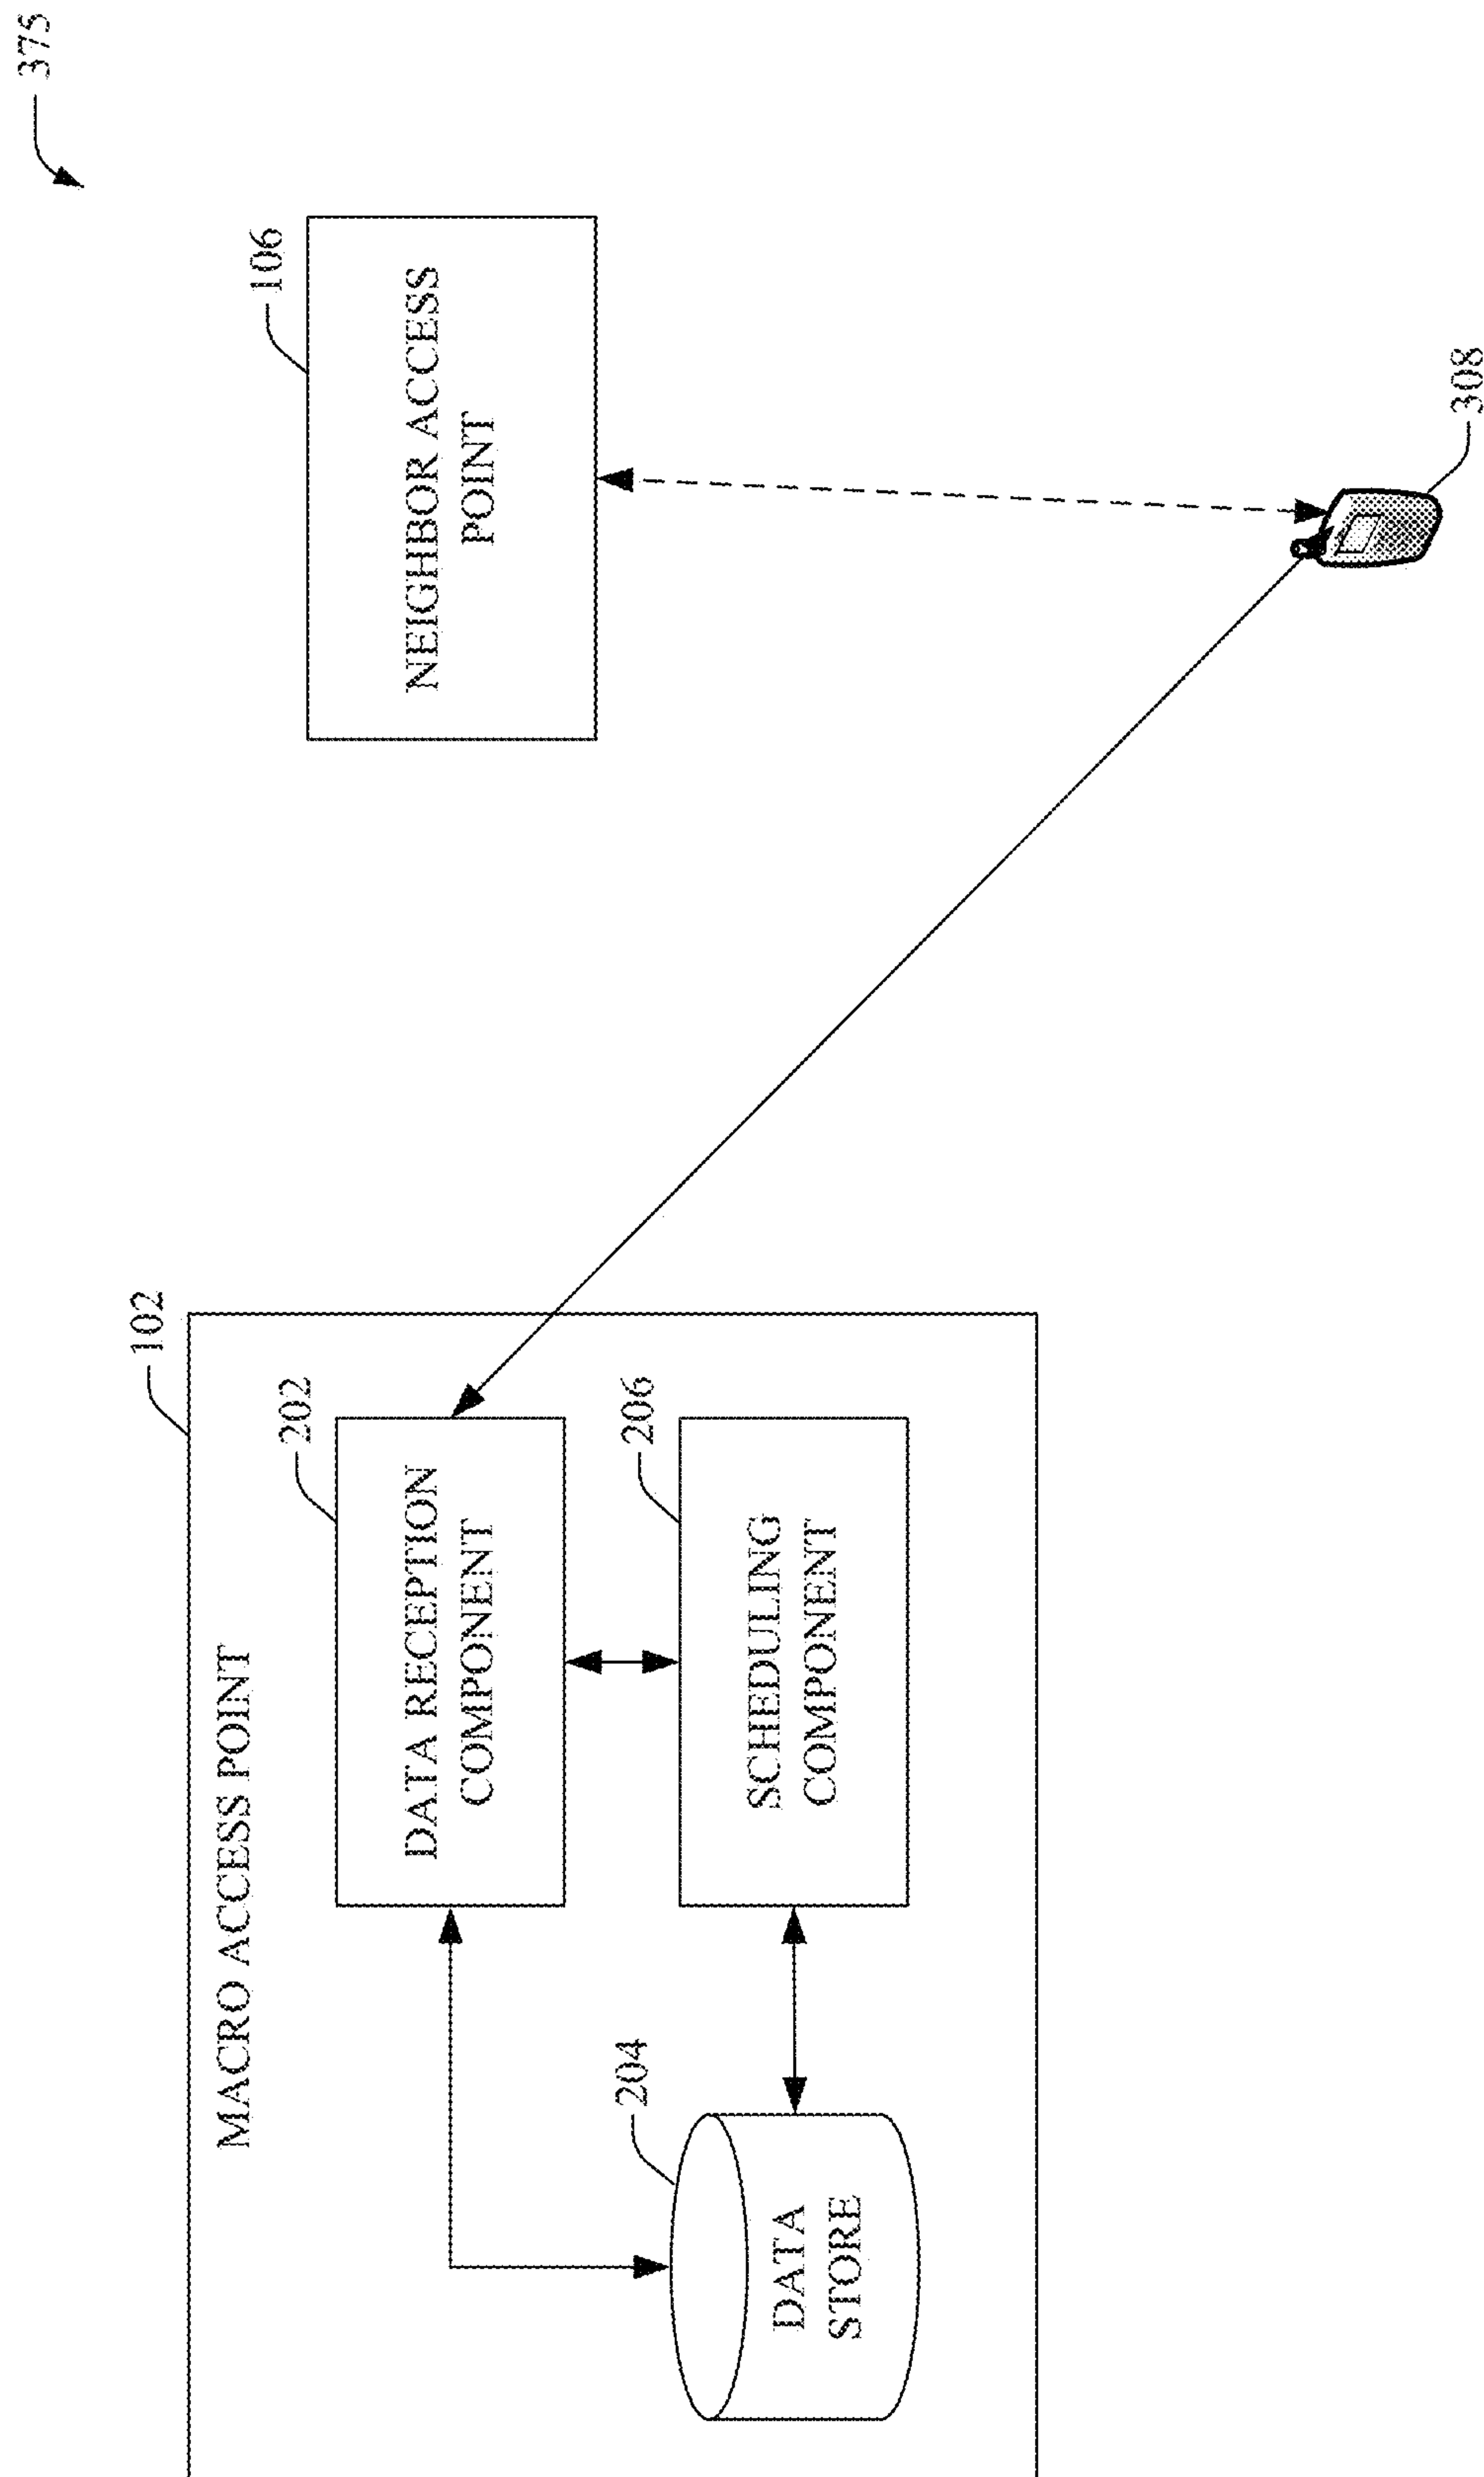 375
MACRO ACCESS POINT
102
202
DATA RECEPTION
COMPONENT
206
SCHEDULING
COMPONENT
204
DATA
STORE
106
NEIGHBOR ACCESS
POINT
308